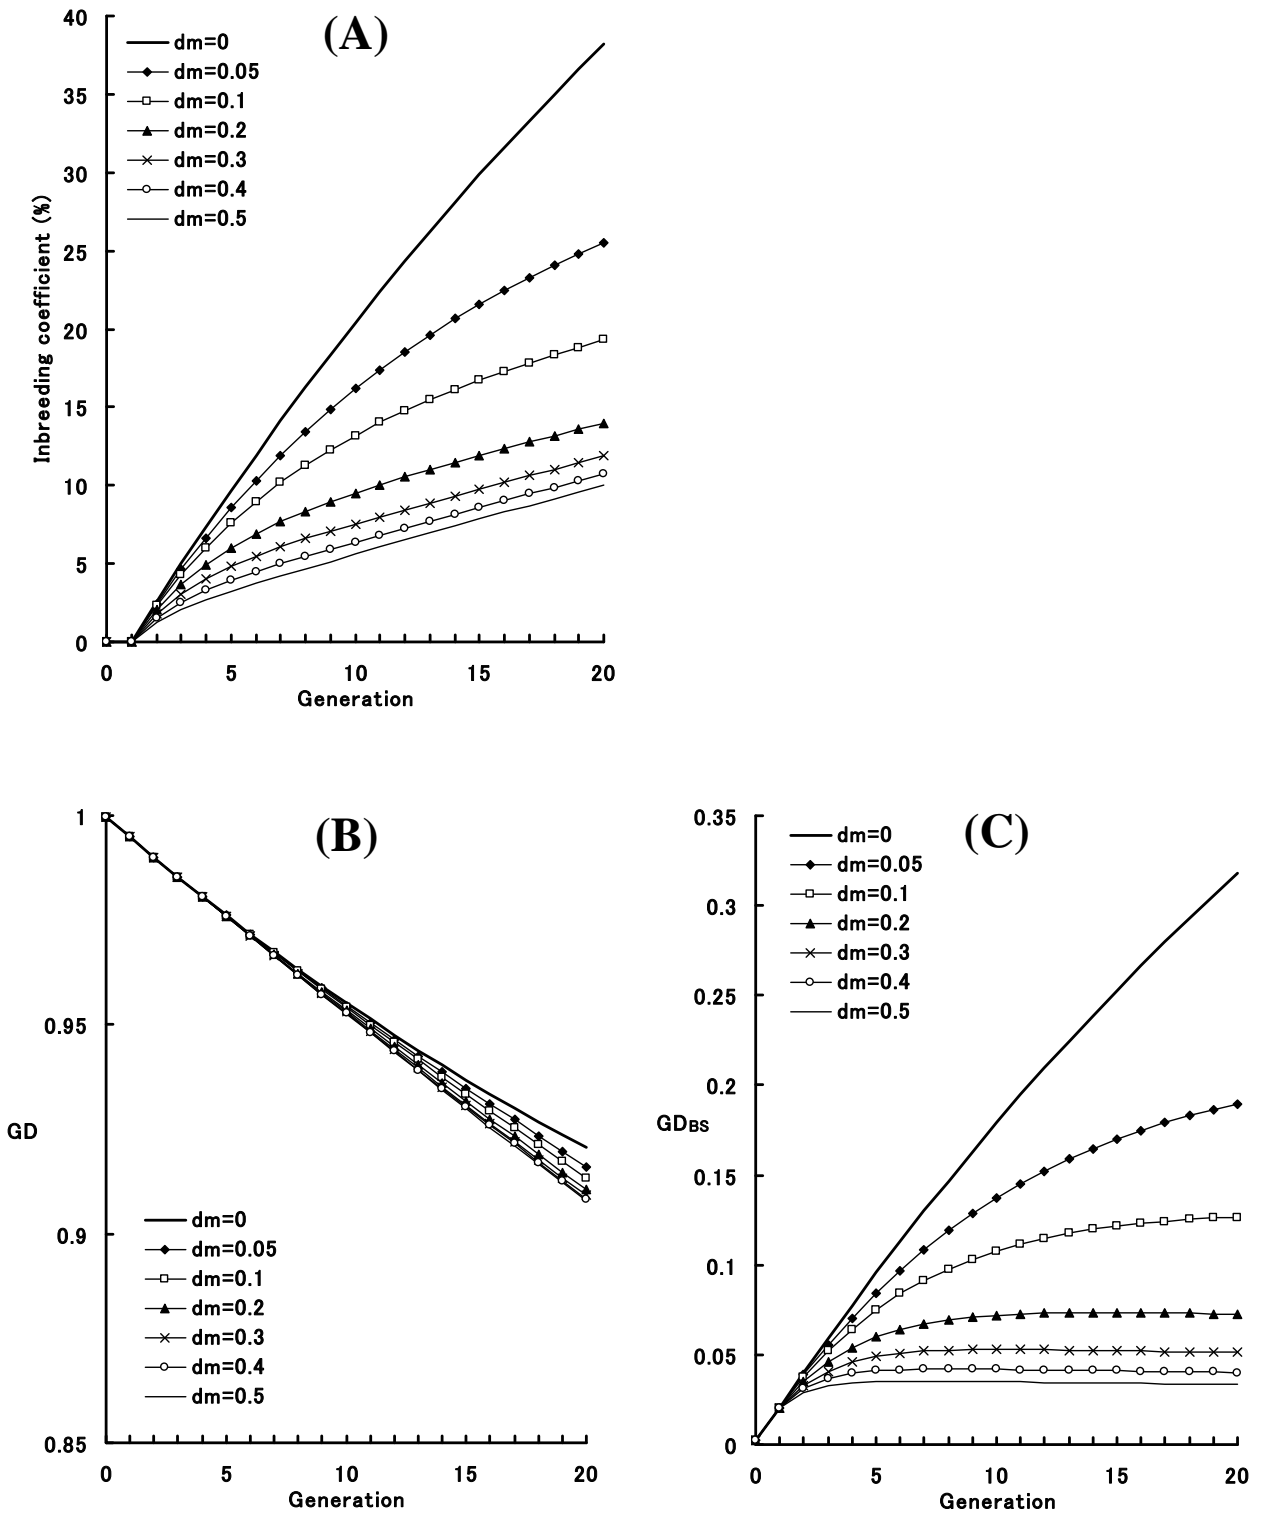 (A)
40
35
30
25
20
15
10
5
0
Inbreeding coefficient (%)
dm=0
dm=0.05
dm=0.1
dm=0.2
dm=0.3
dm=0.4
dm=0.5
0 5 10 15 20
Generation
(B)
1
0.95
0.9
0.85
GD
dm=0
dm=0.05
dm=0.1
dm=0.2
dm=0.3
dm=0.4
dm=0.5
0 5 10 15 20
Generation
(C)
0.35
0.3
0.25
0.2
0.15
0.1
0.05
0
GDBS
dm=0
dm=0.05
dm=0.1
dm=0.2
dm=0.3
dm=0.4
dm=0.5
0 5 10 15 20
Generation